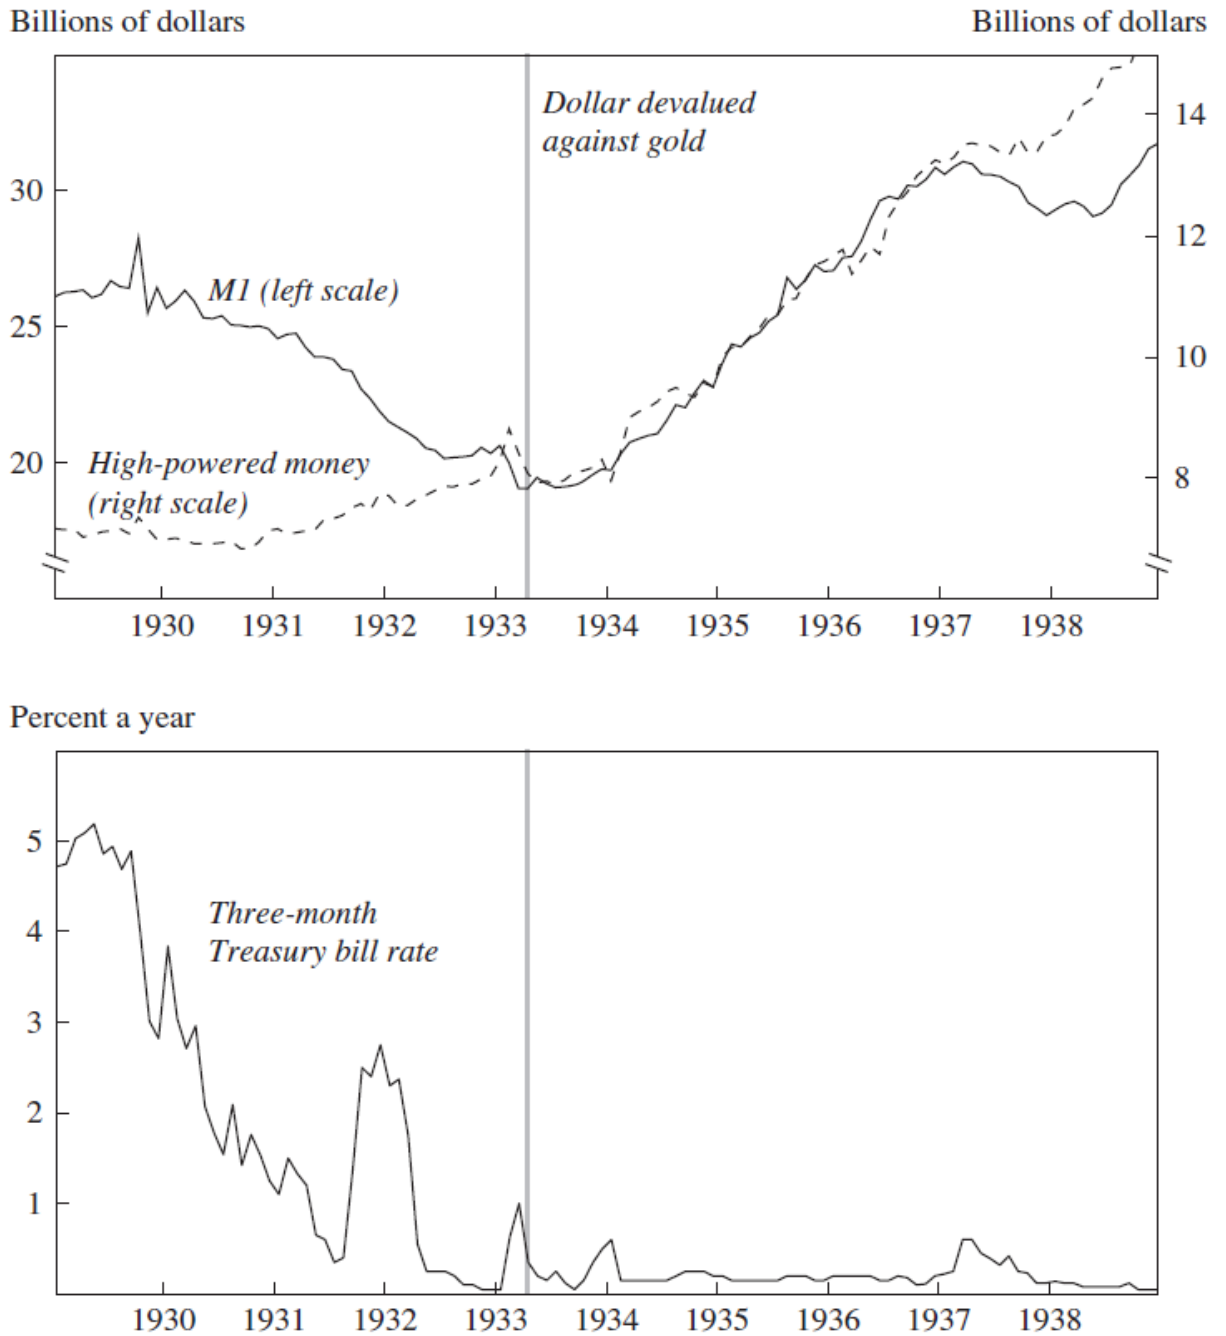 Billions of dollars Billions of dollars
Dollar devalued
against gold
14
30
12
M1 (left scale)
25
10
High-powered money
(right scale)
20
8
1930 1931 1932 1933 1934 1935 1936 1937 1938
Percent a year
5
Three-month
Treasury bill rate
4
3
2
1
1930 1931 1932 1933 1934 1935 1936 1937 1938